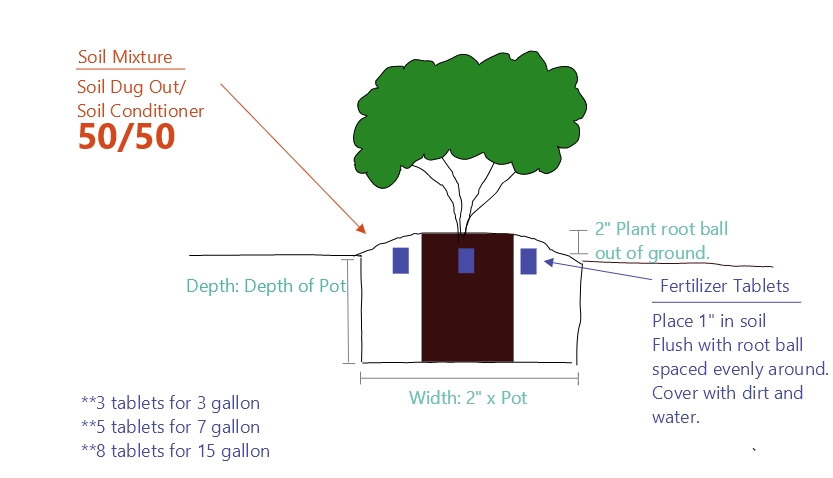 Soil Mixture
Soil Dug Out/
Soil Conditioner
50/50
2" Plant root ball
out of ground.
Depth: Depth of Pot
Fertilizer Tablets
Place 1" in soil
Flush with root ball
spaced evenly around.
Cover with dirt and
water.
Width: 2" x Pot
**3 tablets for 3 gallon
**5 tablets for 7 gallon
**8 tablets for 15 gallon